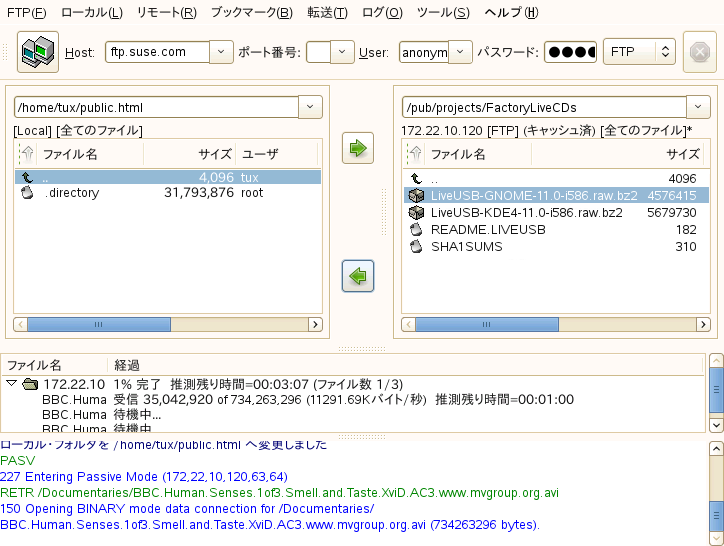 FTP(F) ローカル(L) リモート(R) ブックマーク(B) 転送(T) ログ(O) ツール(S) ヘルプ(H)
Host: ftp.suse.com ポート番号: User: anonym パスワード: ●●●● FTP
/home/tux/public.html
[Local] [全てのファイル]
ファイル名 サイズ ユーザ
.. 4,096 tux
.directory 31,793,876 root
/pub/projects/FactoryLiveCDs
172.22.10.120 [FTP] (キャッシュ済) [全てのファイル]*
ファイル名 サイズ
.. 4096
LiveUSB-GNOME-11.0-i586.raw.bz2 4576415
LiveUSB-KDE4-11.0-i586.raw.bz2 5679730
README.LIVEUSB 182
SHA1SUMS 310
ファイル名 経過
172.22.10 1% 完了 推測残り時間=00:03:07 (ファイル数 1/3)
BBC.Huma 受信 35,042,920 of 734,263,296 (11291.69Kバイト/秒) 推測残り時間=00:01:00
BBC.Huma 待機中...
BBC.Huma 待機中
ローカル・フォルダを /home/tux/public.html へ変更しました
PASV
227 Entering Passive Mode (172,22,10,120,63,64)
RETR /Documentaries/BBC.Human.Senses.1of3.Smell.and.Taste.XviD.AC3.www.mvgroup.org.avi
150 Opening BINARY mode data connection for /Documentaries/
BBC.Human.Senses.1of3.Smell.and.Taste.XviD.AC3.www.mvgroup.org.avi (734263296 bytes).